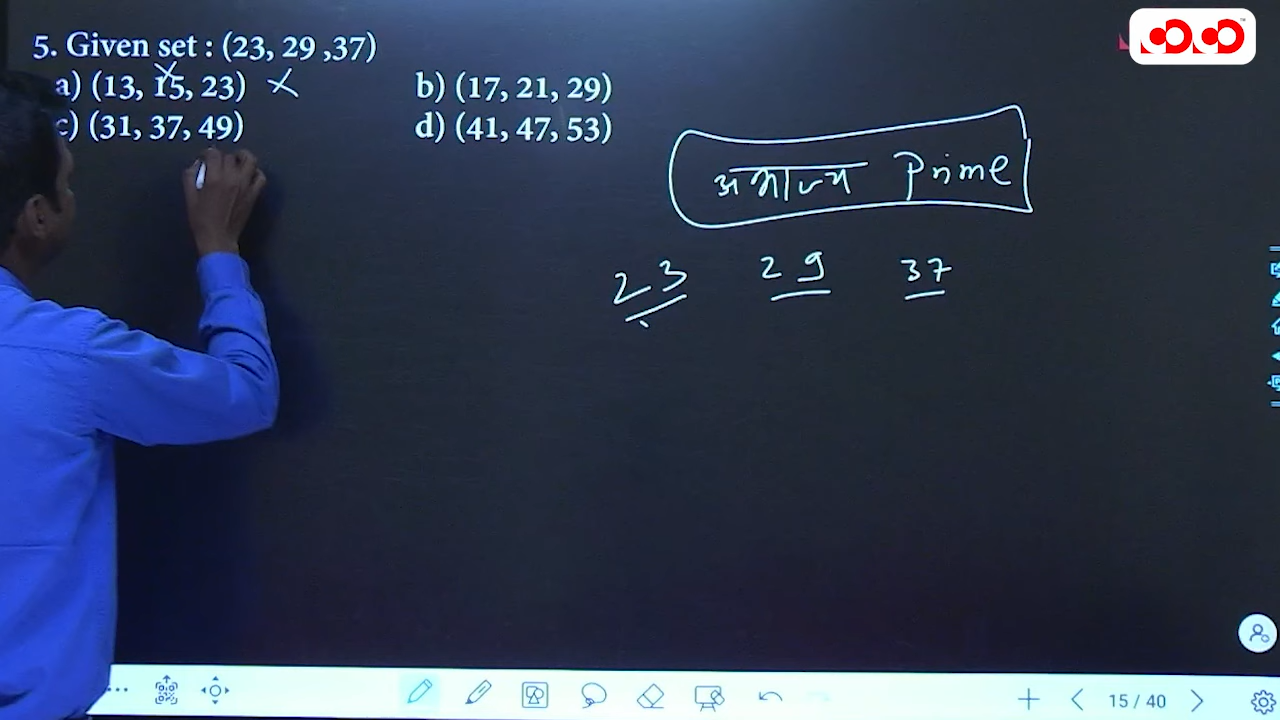 5. Given set : (23, 29 ,37)
a) (13, 15, 23)
b) (17, 21, 29)
c) (31, 37, 49)
d) (41, 47, 53)
अभाज्य Prime
23 29 37
15 / 40